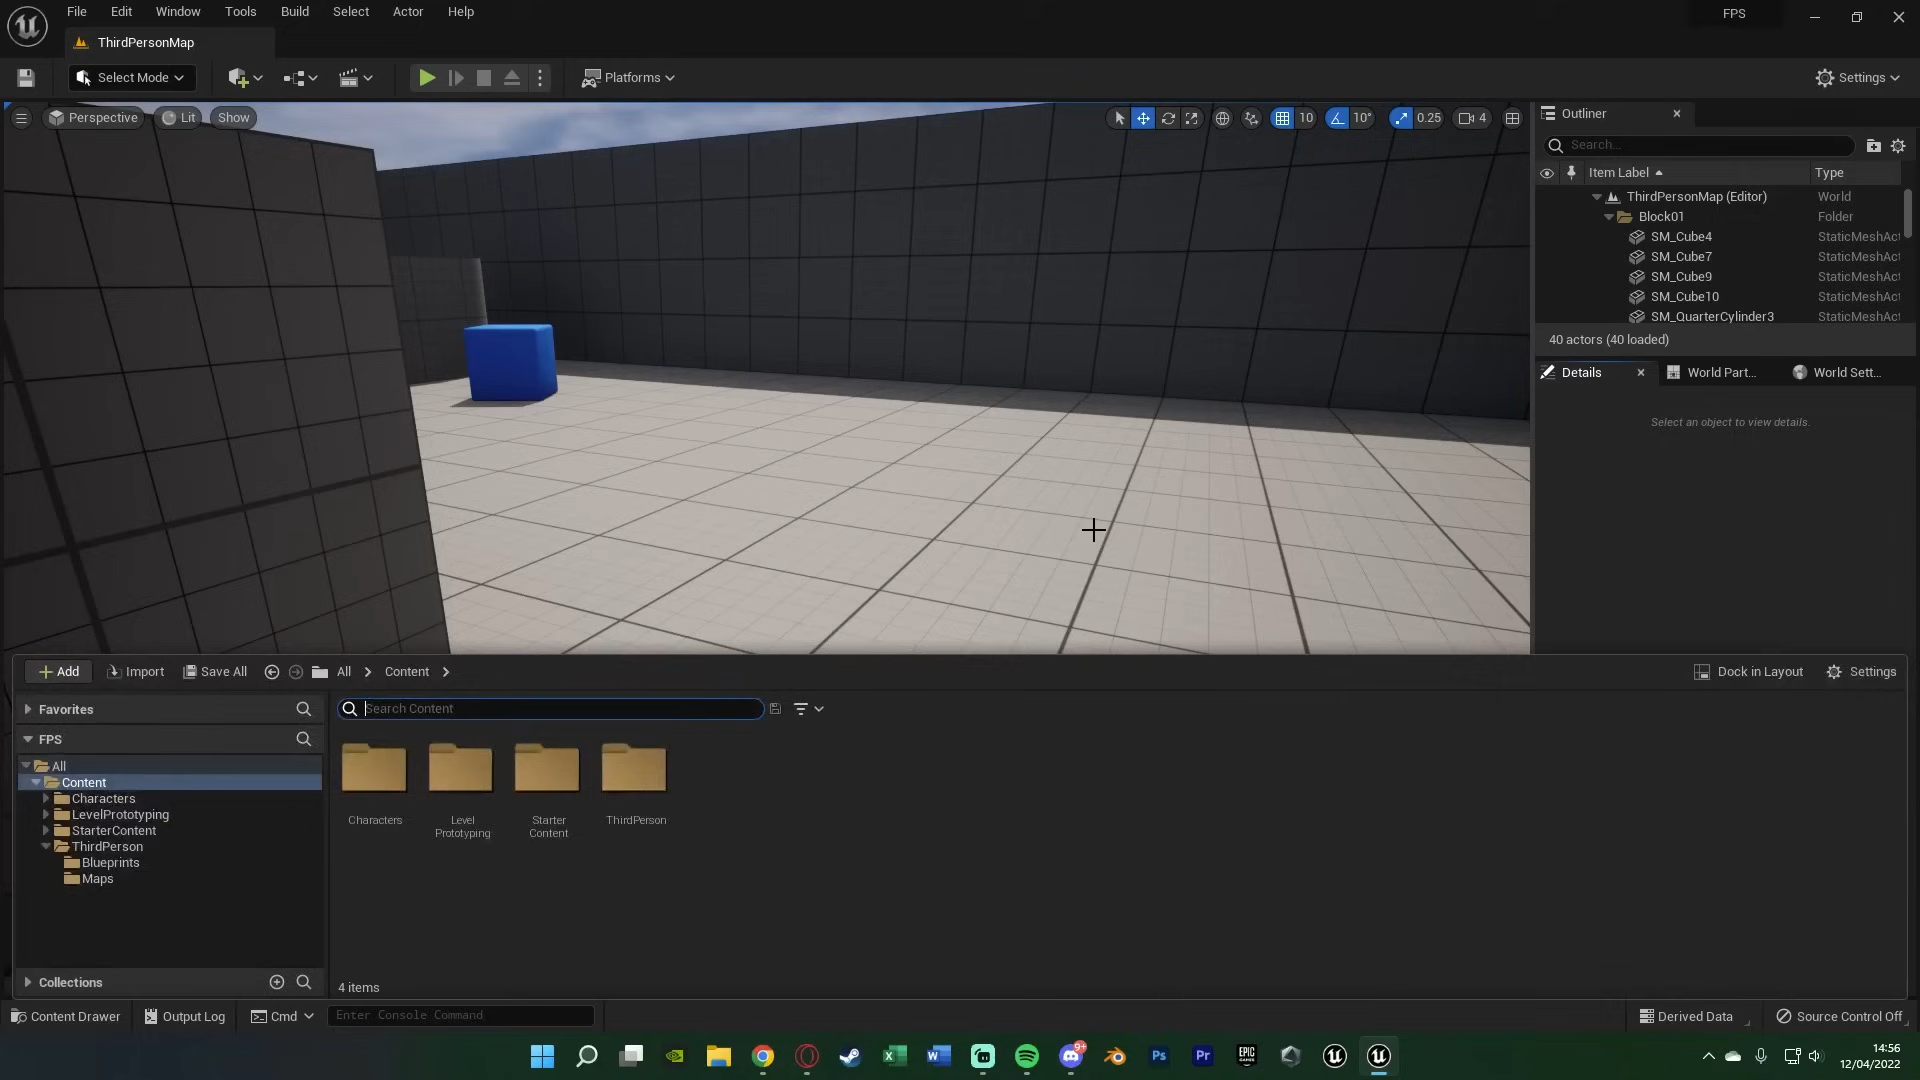 File Edit Window Tools Build Select Actor Help FPS
ThirdPersonMap
Select Mode Platforms Settings
Perspective Lit Show 10 10° 0.25 4
Outliner
Search...
Item Label Type
ThirdPersonMap (Editor) World
Block01 Folder
SM_Cube4 StaticMeshAct
SM_Cube7 StaticMeshAct
SM_Cube9 StaticMeshAct
SM_Cube10 StaticMeshAct
SM_QuarterCylinder3 StaticMeshAct
40 actors (40 loaded)
Details World Part... World Sett...
Select an object to view details.
Add Import Save All All Content Dock in Layout Settings
Favorites
Search Content
FPS
All
Content
Characters
LevelPrototyping
StarterContent
ThirdPerson
Blueprints
Maps
Characters
Level
Prototyping
Starter
Content
ThirdPerson
Collections
4 items
Content Drawer Output Log Cmd Enter Console Command Derived Data Source Control Off
X W 9+ Ps Pr EPIC GAMES
14:56
12/04/2022